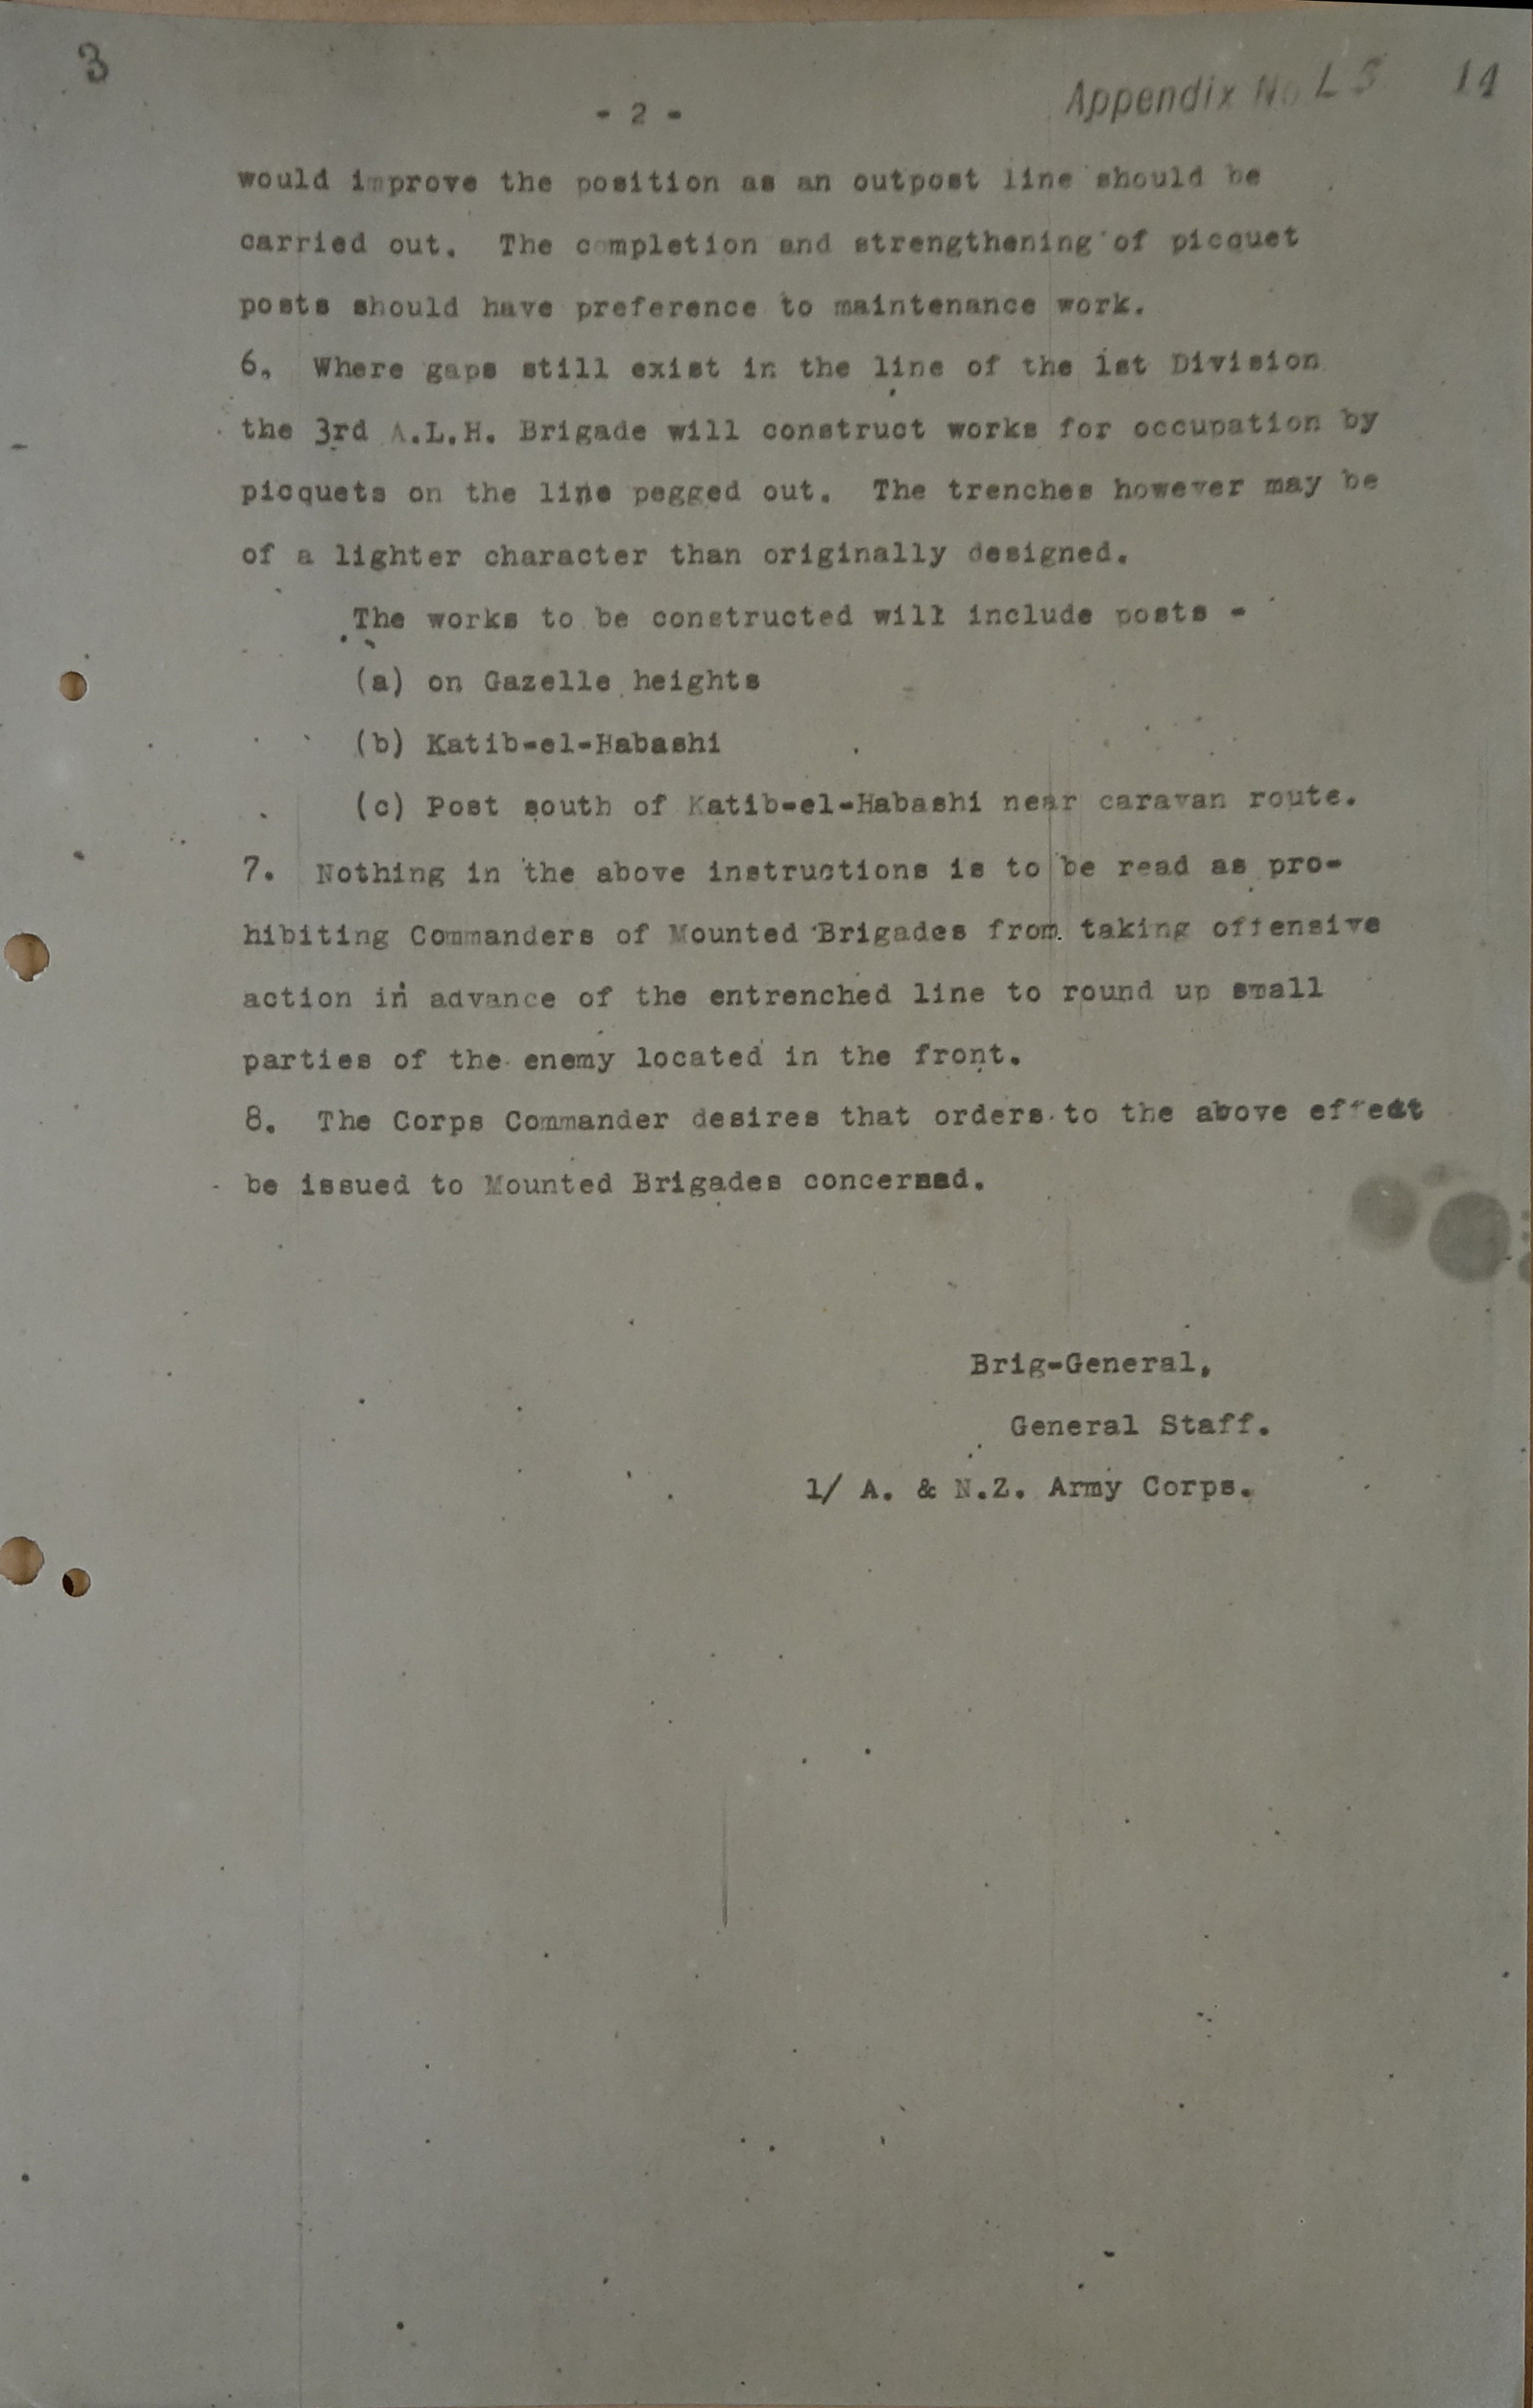 3
Appendix No L 3 14
- 2 -
would improve the position as an outpost line should be
carried out. The completion and strengthening of picquet
posts should have preference to maintenance work.
6. Where gaps still exist in the line of the 1st Division
the 3rd A.L.H. Brigade will construct works for occupation by
picquets on the line pegged out. The trenches however may be
of a lighter character than originally designed.
The works to be constructed will include posts -
(a) on Gazelle heights
(b) Katib-el-Habashi
(c) Post south of Katib-el-Habashi near caravan route.
7. Nothing in the above instructions is to be read as pro-
hibiting Commanders of Mounted Brigades from taking offensive
action in advance of the entrenched line to round up small
parties of the enemy located in the front.
8. The Corps Commander desires that orders to the above effect
be issued to Mounted Brigades concerned.
Brig-General,
General Staff.
1/ A. & N.Z. Army Corps.